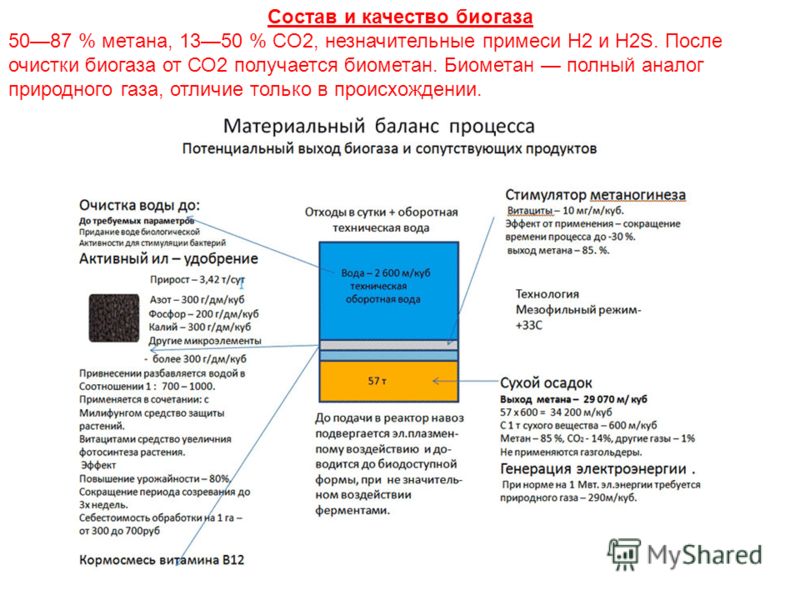 Состав и качество биогаза
50—87 % метана, 13—50 % CO2, незначительные примеси H2 и H2S. После
очистки биогаза от СО2 получается биометан. Биометан — полный аналог
природного газа, отличие только в происхождении.
Материальный баланс процесса
Потенциальный выход биогаза и сопутствующих продуктов
Очистка воды до:
До требуемых параметров
Придание воде биологической
Активности для стимуляции бактерий
Активный ил – удобрение
Прирост – 3,42 т/сут
Азот – 300 г/дм/куб
Фосфор – 200 г/дм/куб
Калий – 300 г/дм/куб
Другие микроэлементы
- более 300 г/дм/куб
Привнесении разбавляется водой в
Соотношении 1 : 700 – 1000.
Применяется в сочетании: с
Милифунгом средство защиты
растений.
Витацитами средство увеличния
фотосинтеза растения.
Эффект
Повышение урожайности – 80%.
Сокращение периода созревания до
3х недель.
Себестоимость обработки на 1 га –
от 300 до 700руб
Кормосмесь витамина В12
Отходы в сутки + оборотная
техническая вода
Вода – 2 600 м/куб
техническая
оборотная вода
57 т
До подачи в реактор навоз
подвергается эл.плазмен-
пому воздействию и до-
водится до биодоступной
формы, при не значитель-
ном воздействии
ферментами.
Стимулятор метаногинеза
Витациты – 10 мг/м/куб.
Эффект от применения – сокращение
времени процесса до -30 %.
выход метана – 85. %.
Технология
Мезофильный режим-
+33С
Сухой осадок
Выход метана – 29 070 м/ куб
57 х 600 = 34 200 м/куб
С 1 т сухого вещества – 600 м/куб
Метан – 85 %, CO₂ - 14%, другие газы – 1%
Не применяются газгольдеры.
Генерация электроэнергии .
При норме на 1 Мвт. эл.энергии требуется
природного газа – 290м/куб.
MyShared